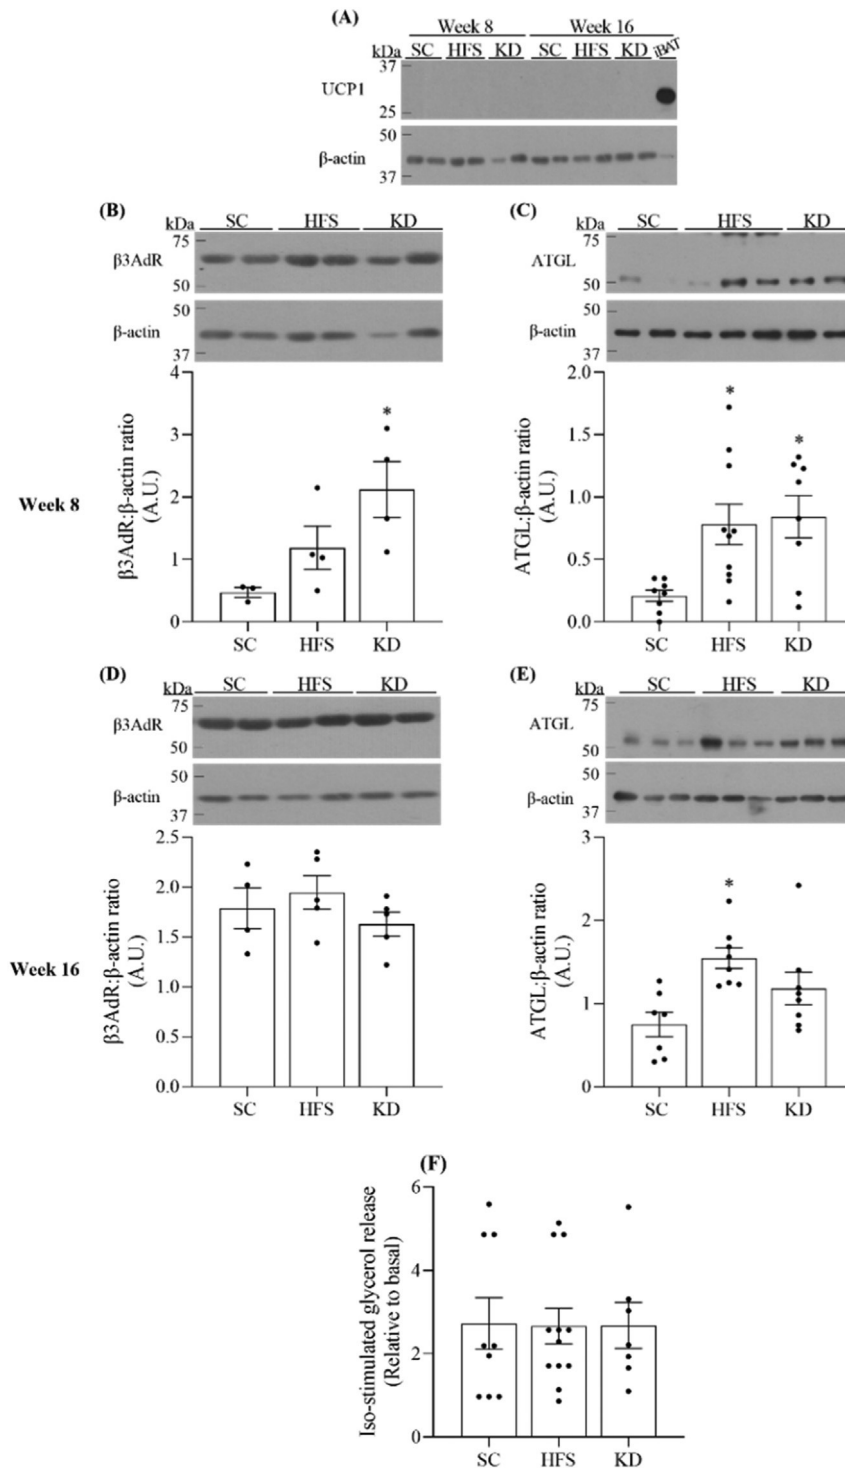 (A)
Week 8 Week 16
kDa SC HFS KD SC HFS KD iBAT
37
UCP1
25
50
β-actin
37
(B)
kDa SC HFS KD
75
β3AdR
50
50
β-actin
37
4
3
2
1
0
β3AdR:β-actin ratio
(A.U.)
*
SC HFS KD
(C)
kDa SC HFS KD
75
ATGL
50
50
β-actin
37
2.0
1.5
1.0
0.5
0.0
ATGL:β-actin ratio
(A.U.)
* *
SC HFS KD
Week 8
(D)
kDa SC HFS KD
75
β3AdR
50
50
β-actin
37
2.5
2.0
1.5
1.0
0.5
0.0
β3AdR:β-actin ratio
(A.U.)
SC HFS KD
(E)
kDa SC HFS KD
75
ATGL
50
50
β-actin
37
3
2
1
0
ATGL:β-actin ratio
(A.U.)
*
SC HFS KD
Week 16
(F)
6
4
2
0
Iso-stimulated glycerol release
(Relative to basal)
SC HFS KD